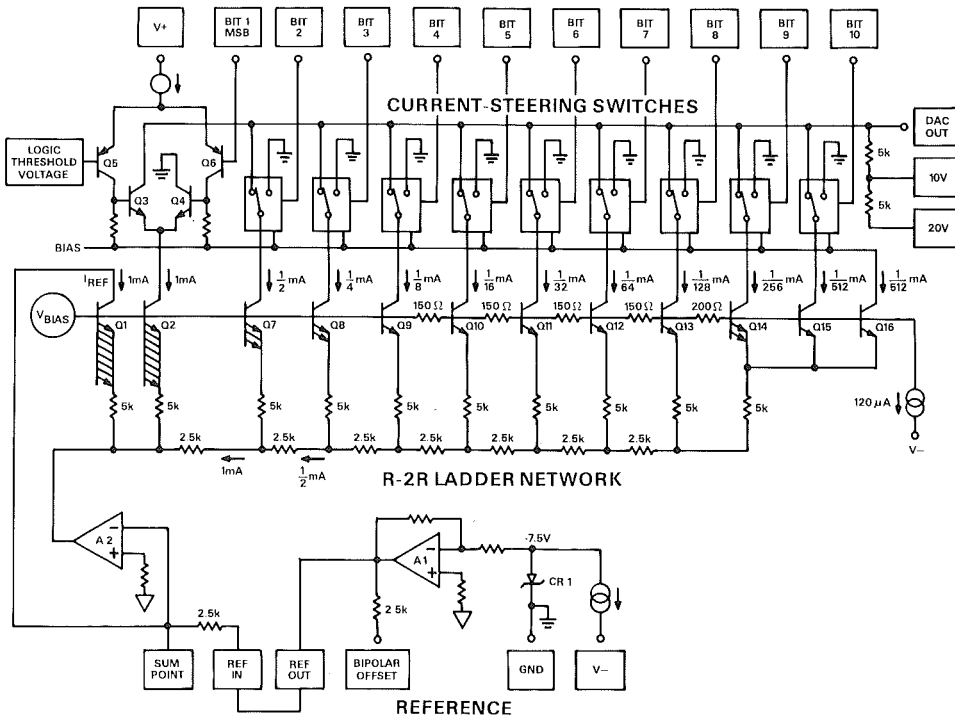 V+
BIT 1
MSB
BIT
2
BIT
3
BIT
4
BIT
5
BIT
6
BIT
7
BIT
8
BIT
9
BIT
10
CURRENT-STEERING SWITCHES
DAC
OUT
5k
10V
5k
20V
LOGIC
THRESHOLD
VOLTAGE
Q5
Q6
Q3
Q4
BIAS
IREF
1mA
1mA
1/2 mA
1/4 mA
1/8 mA
1/16 mA
1/32 mA
1/64 mA
1/128 mA
1/256 mA
1/512 mA
1/512 mA
150 Ω
150 Ω
150 Ω
150 Ω
200 Ω
VBIAS
Q1
Q2
Q7
Q8
Q9
Q10
Q11
Q12
Q13
Q14
Q15
Q16
5k
5k
5k
5k
5k
5k
5k
5k
5k
5k
120 μA
V−
2.5k
2.5k
2.5k
2.5k
2.5k
2.5k
2.5k
1mA
1/2 mA
R-2R LADDER NETWORK
A 2
−
+
A1
−
+
-7.5V
CR 1
2.5k
2 5k
SUM
POINT
REF
IN
REF
OUT
BIPOLAR
OFFSET
GND
V−
REFERENCE